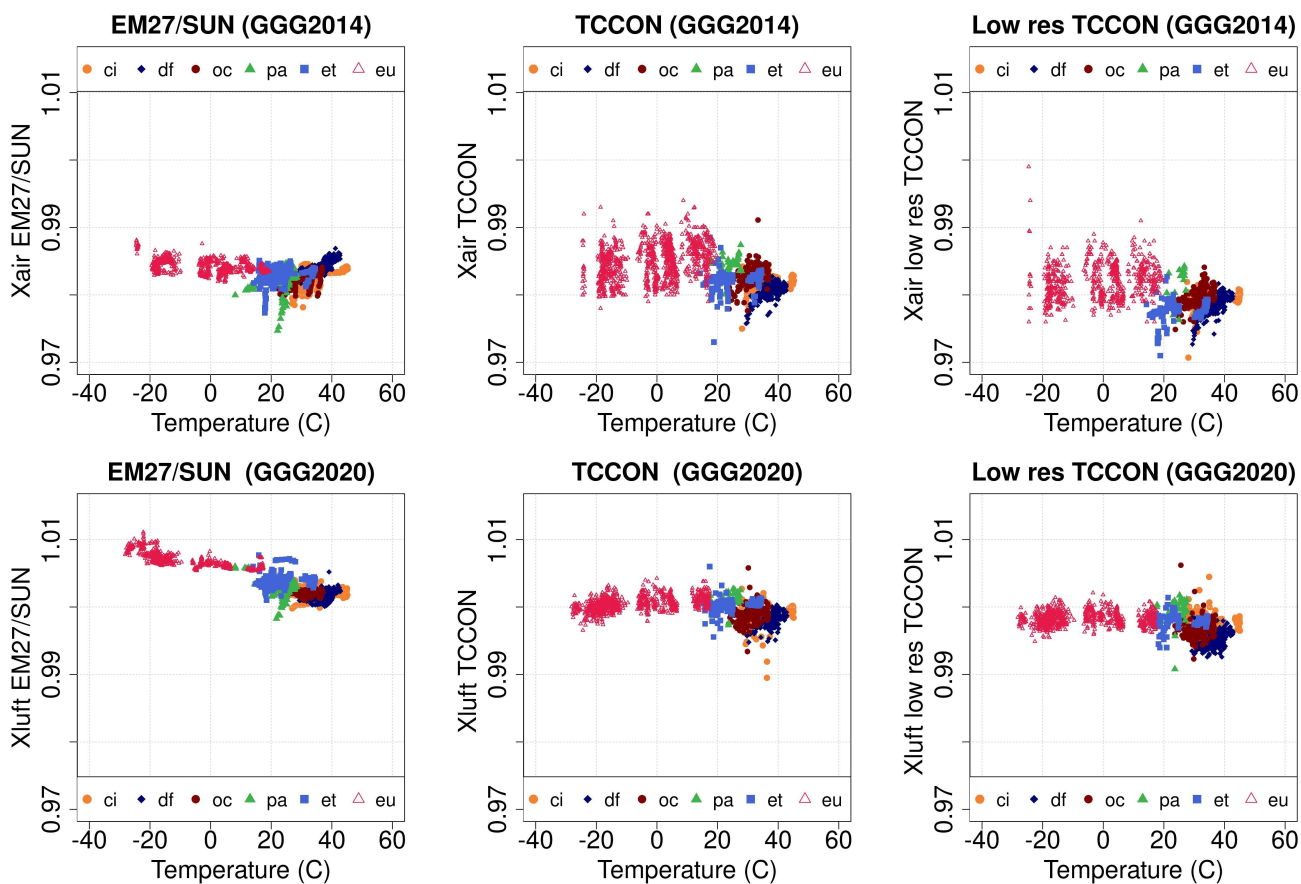 EM27/SUN (GGG2014)
ci df oc pa et eu
Xair EM27/SUN
1.01
0.99
0.97
-40 -20 0 20 40 60
Temperature (C)
TCCON (GGG2014)
ci df oc pa et eu
Xair TCCON
1.01
0.99
0.97
-40 -20 0 20 40 60
Temperature (C)
Low res TCCON (GGG2014)
ci df oc pa et eu
Xair low res TCCON
1.01
0.99
0.97
-40 -20 0 20 40 60
Temperature (C)
EM27/SUN (GGG2020)
Xluft EM27/SUN
1.01
0.99
0.97
ci df oc pa et eu
-40 -20 0 20 40 60
Temperature (C)
TCCON (GGG2020)
Xluft TCCON
1.01
0.99
0.97
ci df oc pa et eu
-40 -20 0 20 40 60
Temperature (C)
Low res TCCON (GGG2020)
Xluft low res TCCON
1.01
0.99
0.97
ci df oc pa et eu
-40 -20 0 20 40 60
Temperature (C)